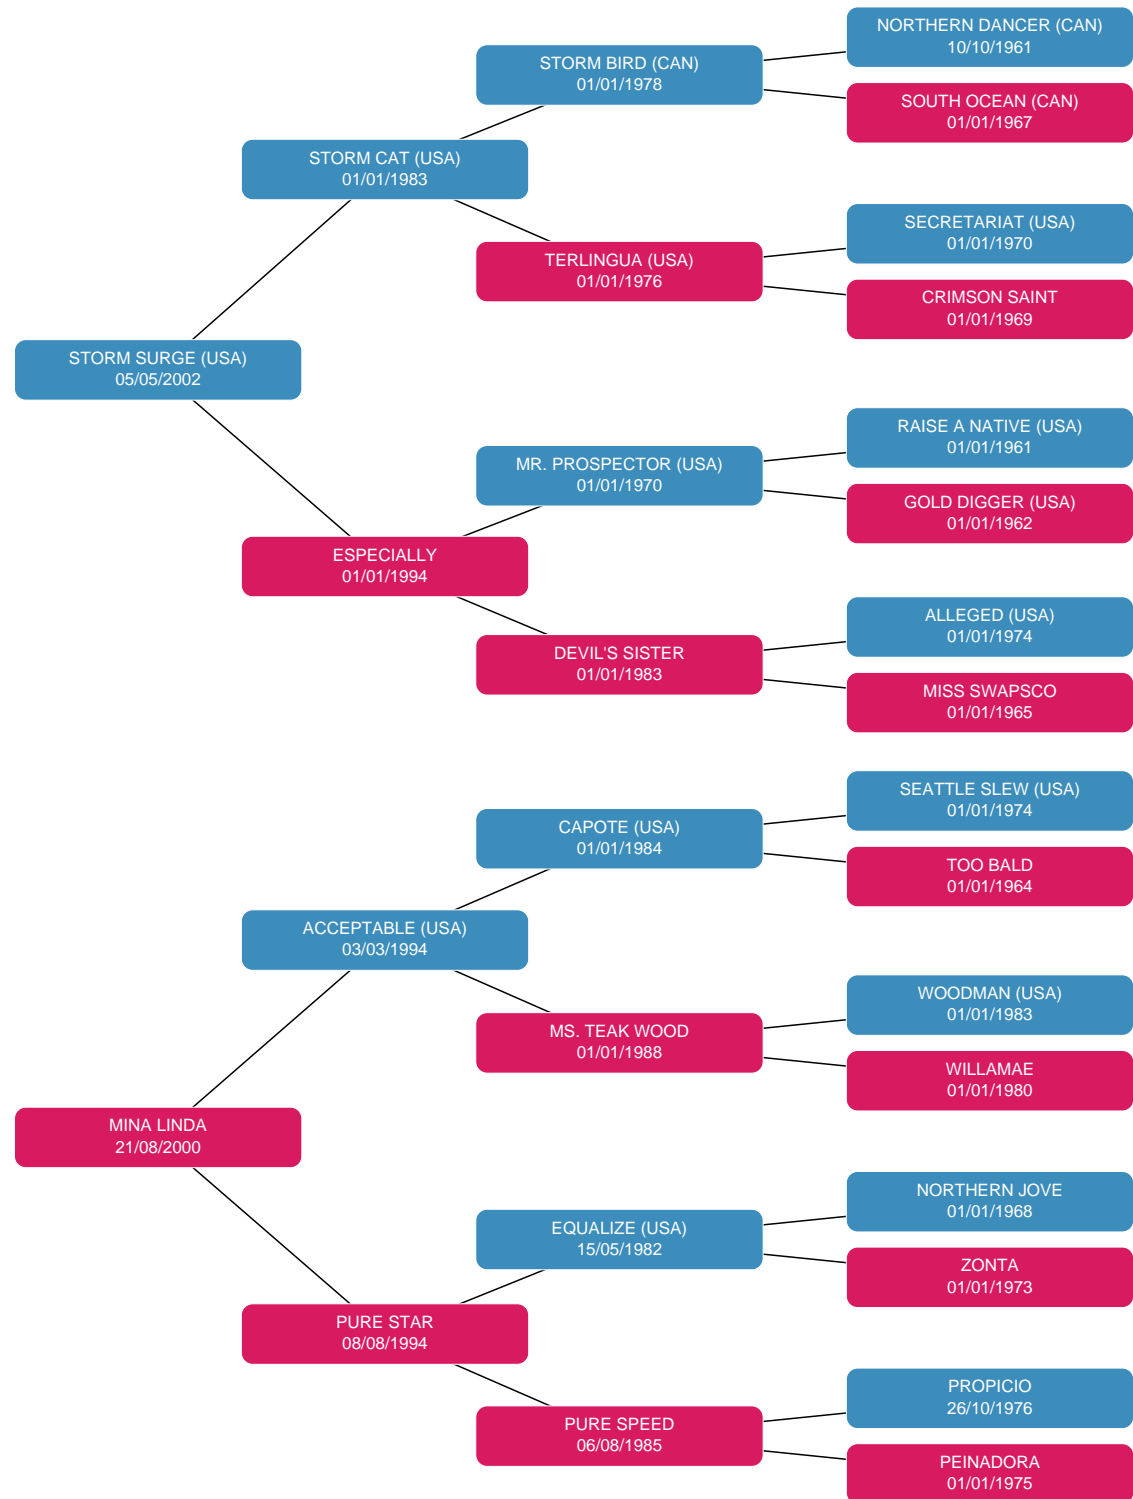 NORTHERN DANCER (CAN)
10/10/1961
STORM BIRD (CAN)
01/01/1978
SOUTH OCEAN (CAN)
01/01/1967
STORM CAT (USA)
01/01/1983
SECRETARIAT (USA)
01/01/1970
TERLINGUA (USA)
01/01/1976
CRIMSON SAINT
01/01/1969
STORM SURGE (USA)
05/05/2002
RAISE A NATIVE (USA)
01/01/1961
MR. PROSPECTOR (USA)
01/01/1970
GOLD DIGGER (USA)
01/01/1962
ESPECIALLY
01/01/1994
ALLEGED (USA)
01/01/1974
DEVIL'S SISTER
01/01/1983
MISS SWAPSCO
01/01/1965
SEATTLE SLEW (USA)
01/01/1974
CAPOTE (USA)
01/01/1984
TOO BALD
01/01/1964
ACCEPTABLE (USA)
03/03/1994
WOODMAN (USA)
01/01/1983
MS. TEAK WOOD
01/01/1988
WILLAMAE
01/01/1980
MINA LINDA
21/08/2000
NORTHERN JOVE
01/01/1968
EQUALIZE (USA)
15/05/1982
ZONTA
01/01/1973
PURE STAR
08/08/1994
PROPICIO
26/10/1976
PURE SPEED
06/08/1985
PEINADORA
01/01/1975